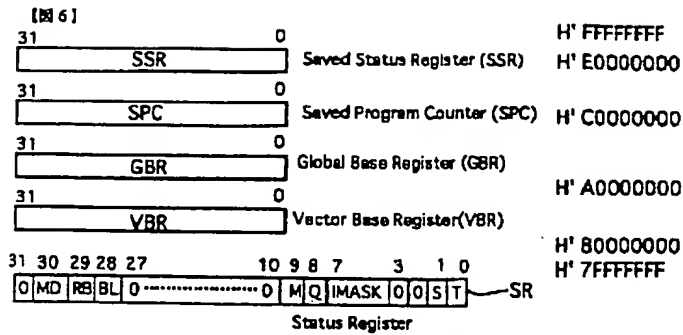 【図6】
31 0
SSR Saved Status Register (SSR)
31 0
SPC Saved Program Counter (SPC)
31 0
GBR Global Base Register (GBR)
31 0
VBR Vector Base Register(VBR)
31 30 29 28 27 10 9 8 7 3 1 0
0 MD RB BL 0 0 M Q IMASK 0 0 S T SR
Status Register
H' FFFFFFFF
H' E0000000
H' C0000000
H' A0000000
H' 80000000
H' 7FFFFFFF